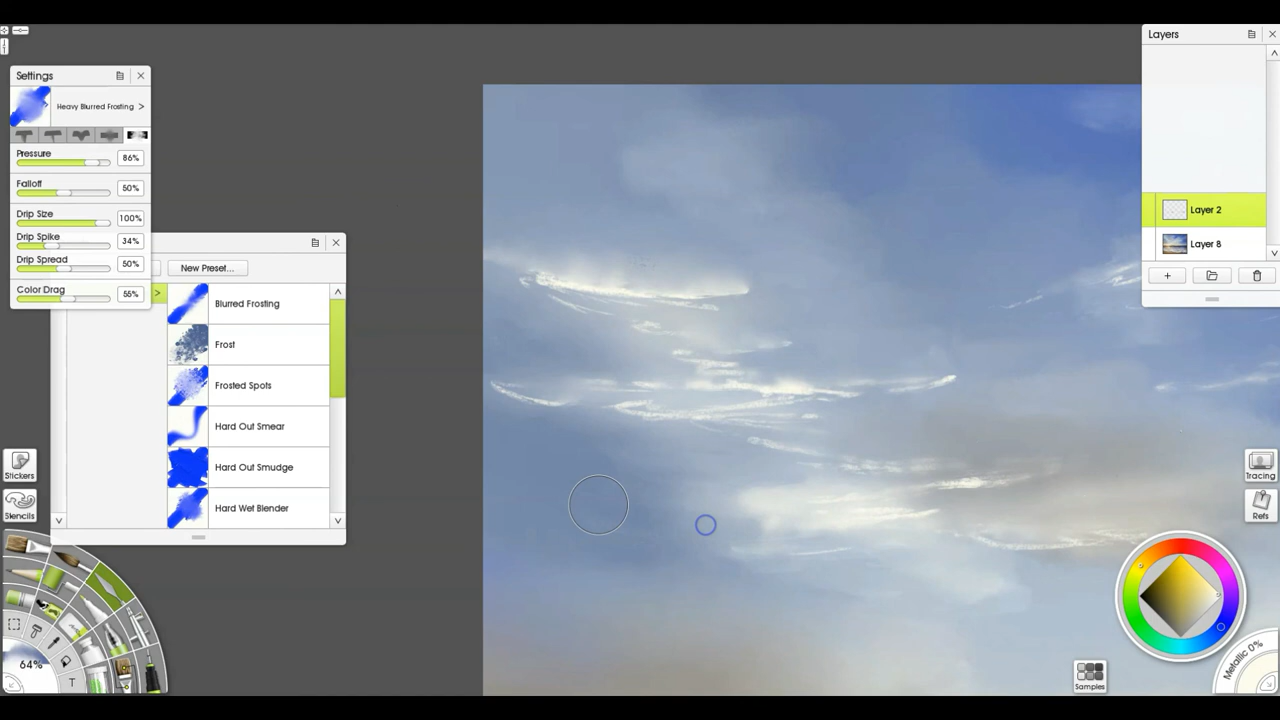 Settings
Heavy Blurred Frosting >
Pressure
86%
Falloff
50%
Drip Size
100%
Drip Spike
34%
Drip Spread
50%
Color Drag
55%
New Preset...
>
Blurred Frosting
Frost
Frosted Spots
Hard Out Smear
Hard Out Smudge
Hard Wet Blender
Stickers
Stencils
64%
T
Layers
Layer 2
Layer 8
+
Tracing
Refs
Samples
Metallic 0%